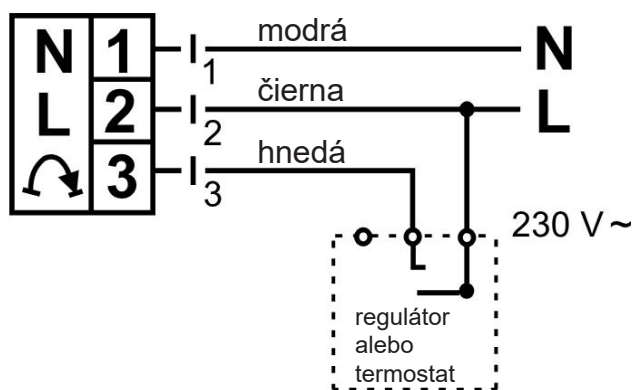 N 1 1 modrá N
L 2 2 čierna L
3 3 hnedá
230 V ~
regulátor
alebo
termostat